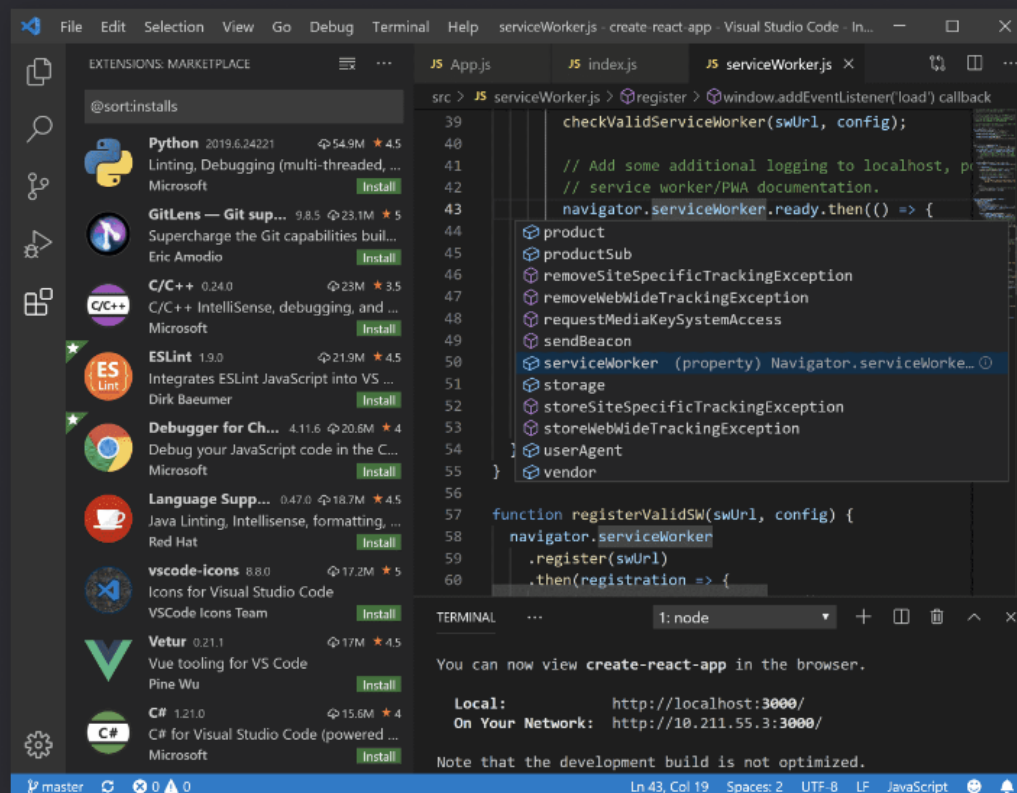 File Edit Selection View Go Debug Terminal Help serviceWorker.js - create-react-app - Visual Studio Code - In...
EXTENSIONS: MARKETPLACE
@sort:installs
Python 2019.6.24221 54.9M 4.5
Linting, Debugging (multi-threaded, ...
Microsoft Install
GitLens — Git sup... 9.8.5 23.1M 5
Supercharge the Git capabilities buil...
Eric Amodio Install
C/C++
C/C++ 0.24.0 23M 3.5
C/C++ IntelliSense, debugging, and ...
Microsoft Install
ES
Lint
ESLint 1.9.0 21.9M 4.5
Integrates ESLint JavaScript into VS ...
Dirk Baeumer Install
Debugger for Ch... 4.11.6 20.6M 4
Debug your JavaScript code in the C...
Microsoft Install
Language Supp... 0.47.0 18.7M 4.5
Java Linting, Intellisense, formatting, ...
Red Hat Install
vscode-icons 8.8.0 17.2M 5
Icons for Visual Studio Code
VSCode Icons Team Install
Vetur 0.21.1 17M 4.5
Vue tooling for VS Code
Pine Wu Install
C#
C# 1.21.0 15.6M 4
C# for Visual Studio Code (powered ...
Microsoft Install
JS App.js JS index.js JS serviceWorker.js
src > JS serviceWorker.js > register > window.addEventListener('load') callback
39 checkValidServiceWorker(swUrl, config);
40
41 // Add some additional logging to localhost,
42 // service worker/PWA documentation.
43 navigator.serviceWorker.ready.then(() => {
44 product
45 productSub
46 removeSiteSpecificTrackingException
47 removeWebWideTrackingException
48 requestMediaKeySystemAccess
49 sendBeacon
50 serviceWorker (property) Navigator.serviceWorke...
51 storage
52 storeSiteSpecificTrackingException
53 storeWebWideTrackingException
54 } userAgent
55 } vendor
56
57 function registerValidSW(swUrl, config) {
58 navigator.serviceWorker
59 .register(swUrl)
60 .then(registration => {
TERMINAL ... 1: node
You can now view create-react-app in the browser.
Local: http://localhost:3000/
On Your Network: http://10.211.55.3:3000/
Note that the development build is not optimized.
master 0 0 Ln 43, Col 19 Spaces: 2 UTF-8 LF JavaScript